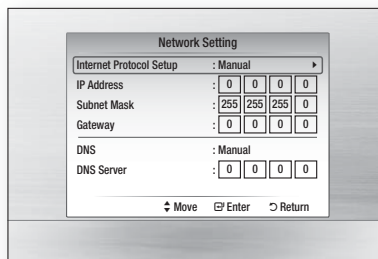 Network Setting
Internet Protocol Setup : Manual ▶
IP Address : 0 0 0 0
Subnet Mask : 255 255 255 0
Gateway : 0 0 0 0
DNS : Manual
DNS Server : 0 0 0 0
Move Enter Return